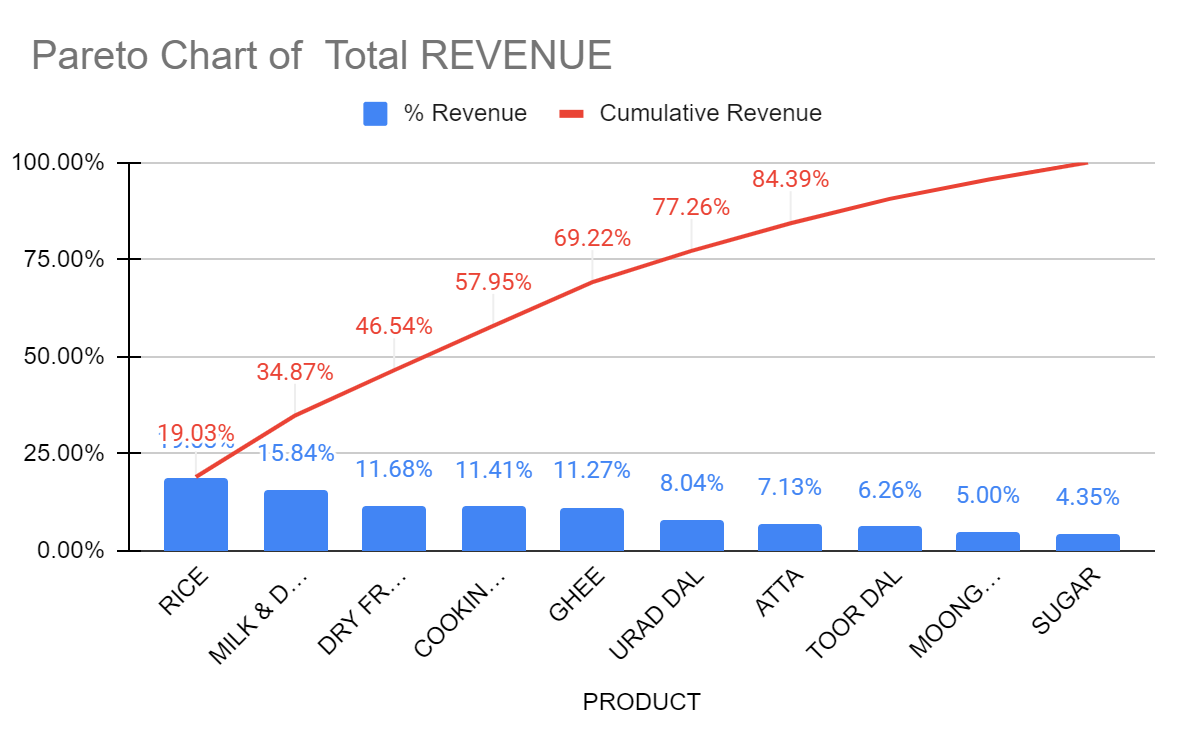 Pareto Chart of  Total REVENUE
% Revenue
Cumulative Revenue
100.00%
75.00%
50.00%
25.00%
0.00%
19.03%
34.87%
46.54%
57.95%
69.22%
77.26%
84.39%
15.84%
11.68%
11.41%
11.27%
8.04%
7.13%
6.26%
5.00%
4.35%
RICE
MILK & D...
DRY FR...
COOKIN...
GHEE
URAD DAL
ATTA
TOOR DAL
MOONG...
SUGAR
PRODUCT